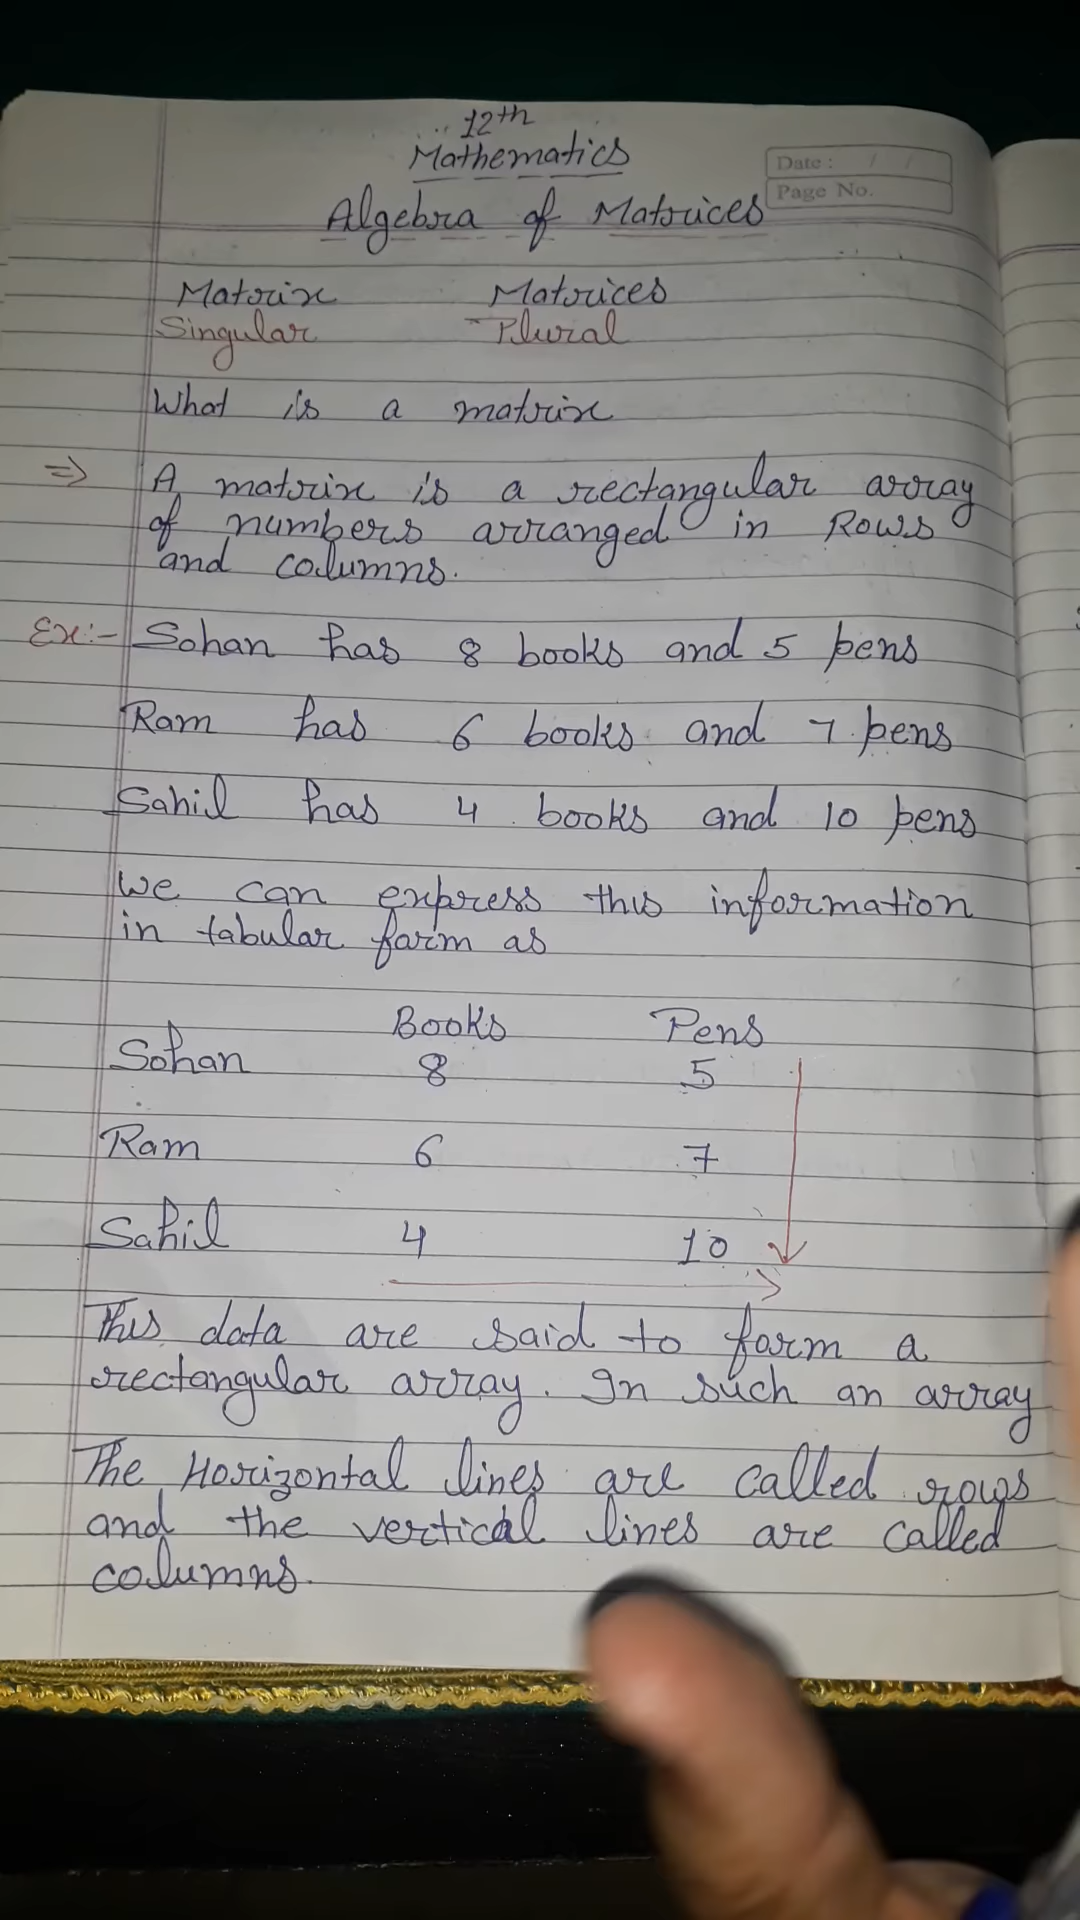 12th
Mathematics
Date : / /
Page No.
Algebra of Matrices
Matrix Matrices
Singular Plural
What is a matrix
⇒ A matrix is a rectangular array
of numbers arranged in Rows
and columns.
Ex:- Sohan has 8 books and 5 pens
Ram has 6 books and 7 pens
Sahil has 4 books and 10 pens
We can express this information
in tabular form as
Books Pens
Sohan 8 5
Ram 6 7
Sahil 4 10
This data are said to form a
rectangular array. In such an array
The Horizontal lines are called rows
and the vertical lines are called
columns.